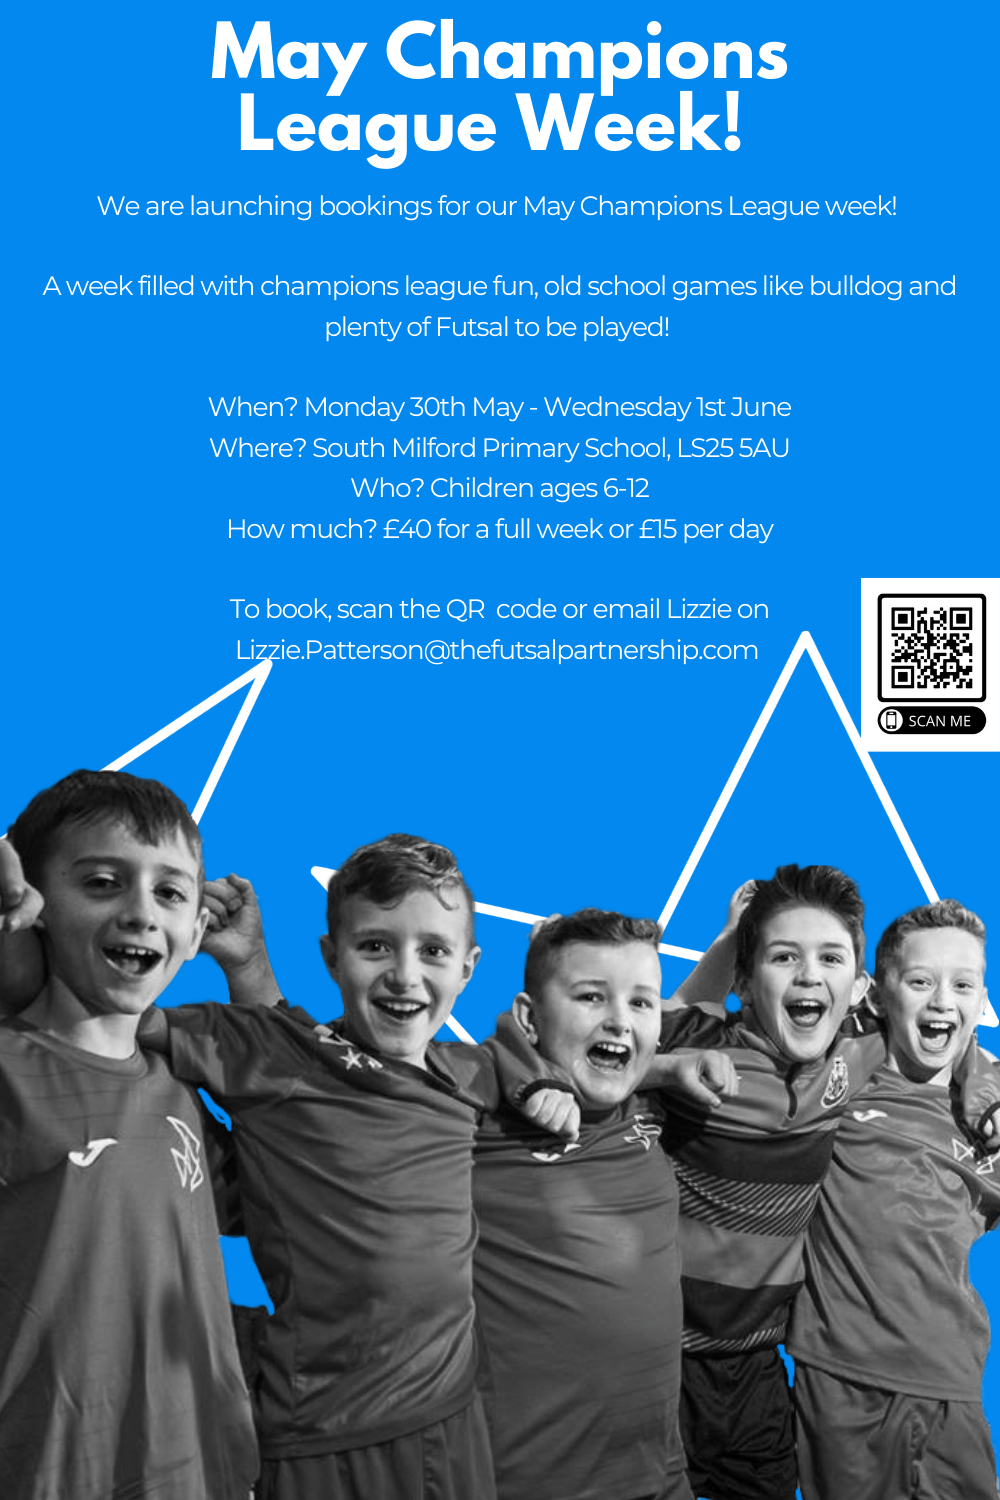 May Champions
League Week!
We are launching bookings for our May Champions League week!
A week filled with champions league fun, old school games like bulldog and
plenty of Futsal to be played!
When? Monday 30th May - Wednesday 1st June
Where? South Milford Primary School, LS25 5AU
Who? Children ages 6-12
How much? £40 for a full week or £15 per day
To book, scan the QR code or email Lizzie on
Lizzie.Patterson@thefutsalpartnership.com
SCAN ME